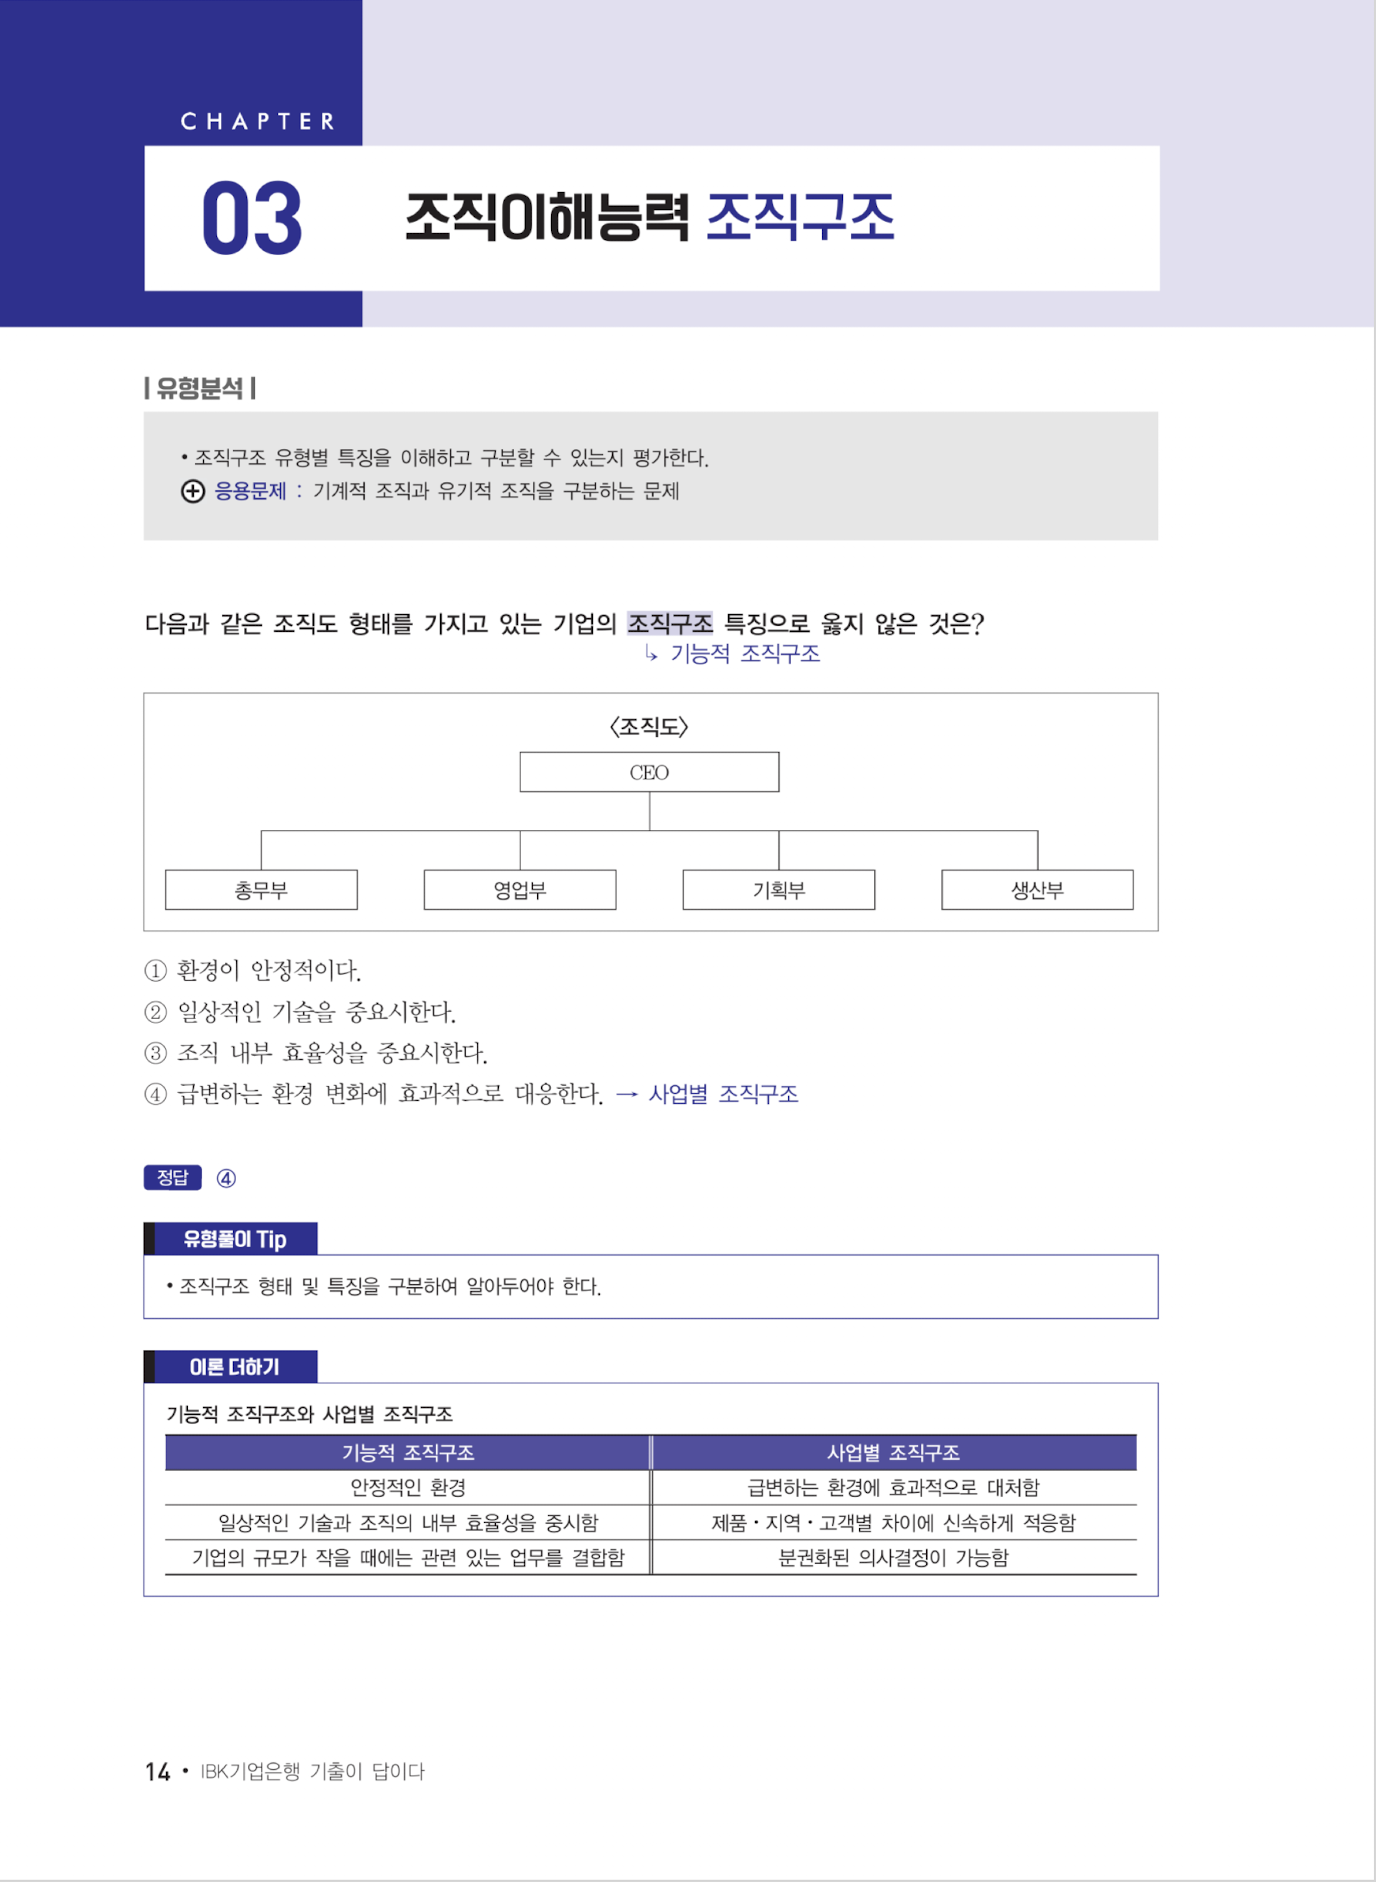 CHAPTER
03
조직이해능력 조직구조
| 유형분석 |
• 조직구조 유형별 특징을 이해하고 구분할 수 있는지 평가한다.
⊕ 응용문제 : 기계적 조직과 유기적 조직을 구분하는 문제
다음과 같은 조직도 형태를 가지고 있는 기업의 조직구조 특징으로 옳지 않은 것은?
↳ 기능적 조직구조
〈조직도〉
CEO
총무부 영업부 기획부 생산부
① 환경이 안정적이다.
② 일상적인 기술을 중요시한다.
③ 조직 내부 효율성을 중요시한다.
④ 급변하는 환경 변화에 효과적으로 대응한다. → 사업별 조직구조
정답 ④
유형풀이 Tip
• 조직구조 형태 및 특징을 구분하여 알아두어야 한다.
이론 더하기
기능적 조직구조와 사업별 조직구조
기능적 조직구조 사업별 조직구조
안정적인 환경 급변하는 환경에 효과적으로 대처함
일상적인 기술과 조직의 내부 효율성을 중시함 제품・지역・고객별 차이에 신속하게 적응함
기업의 규모가 작을 때에는 관련 있는 업무를 결합함 분권화된 의사결정이 가능함
14 • IBK기업은행 기출이 답이다